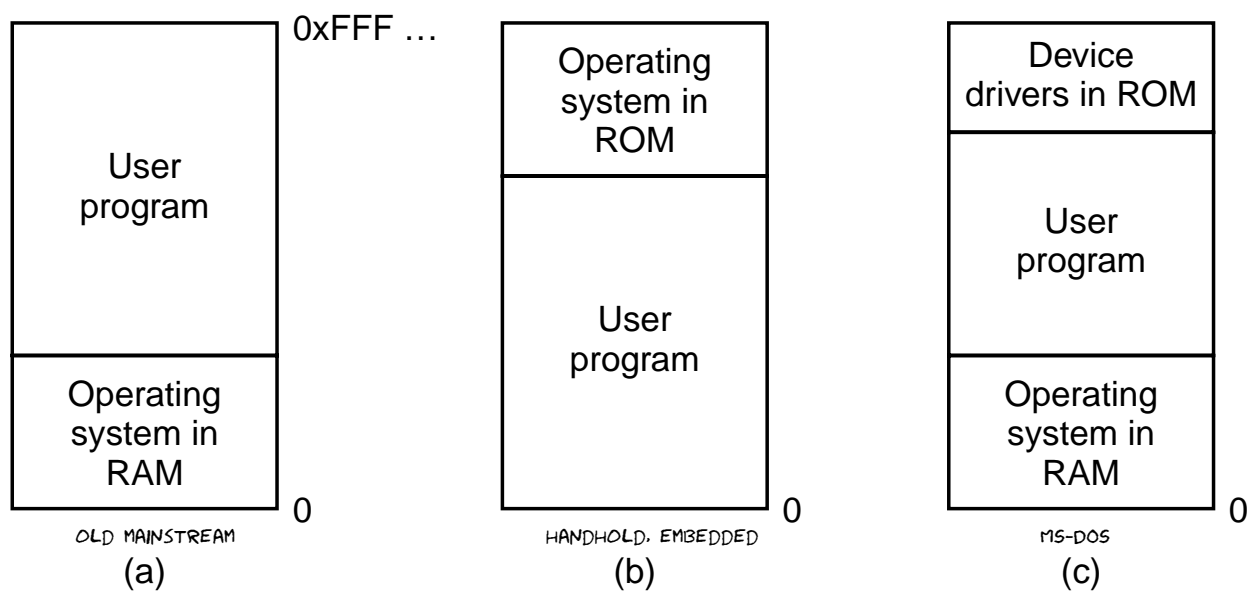 0xFFF …
User
program
Operating
system in
RAM
0
OLD MAINSTREAM
(a)
Operating
system in
ROM
User
program
0
HANDHOLD, EMBEDDED
(b)
Device
drivers in ROM
User
program
Operating
system in
RAM
0
MS-DOS
(c)